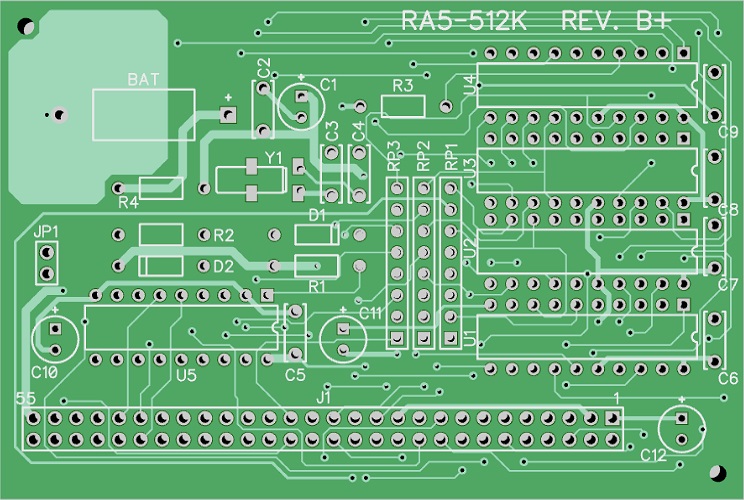 RA5-512K REV. B+
BAT
+
C2
+
C1
R3
U4
C9
C3
C4
Y1
RP3
RP2
RP1
U3
R4
C8
D1
JP1
R2
D2
R1
U2
C7
+
C10
U5
C5
+
C11
U1
C6
55
J1
1
+
C12